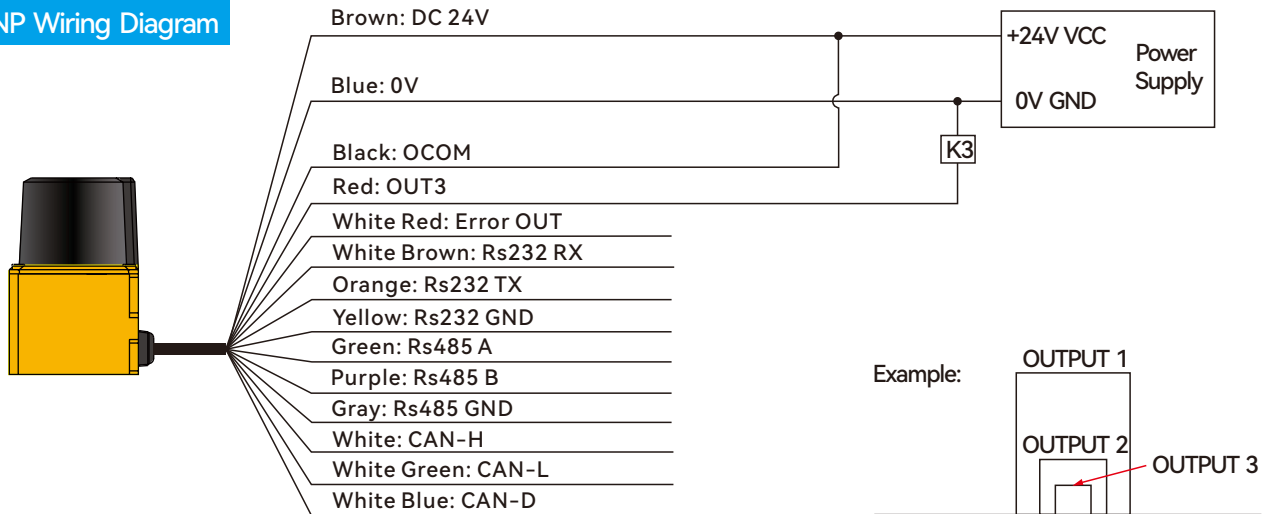 NP Wiring Diagram
Brown: DC 24V
+24V VCC
Power
Supply
Blue: 0V
0V GND
K3
Black: OCOM
Red: OUT3
White Red: Error OUT
White Brown: Rs232 RX
Orange: Rs232 TX
Yellow: Rs232 GND
Green: Rs485 A
Purple: Rs485 B
Gray: Rs485 GND
White: CAN-H
White Green: CAN-L
White Blue: CAN-D
Example:
OUTPUT 1
OUTPUT 2
OUTPUT 3